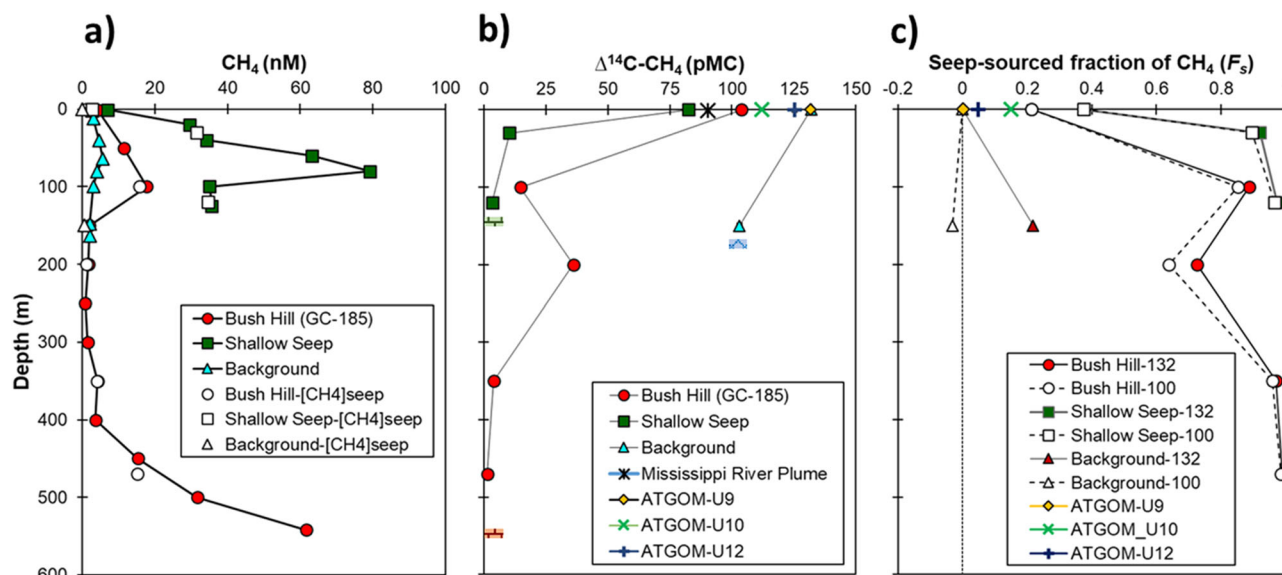 a)
CH₄ (nM)
0 20 40 60 80 100
Depth (m)
0
100
200
300
400
500
600
Bush Hill (GC-185)
Shallow Seep
Background
Bush Hill-[CH4]seep
Shallow Seep-[CH4]seep
Background-[CH4]seep
b)
Δ¹⁴C-CH₄ (pMC)
0 25 50 75 100 125 150
Bush Hill (GC-185)
Shallow Seep
Background
Mississippi River Plume
ATGOM-U9
ATGOM-U10
ATGOM-U12
c)
Seep-sourced fraction of CH₄ (Fₛ)
-0.2 0 0.2 0.4 0.6 0.8
Bush Hill-132
Bush Hill-100
Shallow Seep-132
Shallow Seep-100
Background-132
Background-100
ATGOM-U9
ATGOM_U10
ATGOM-U12